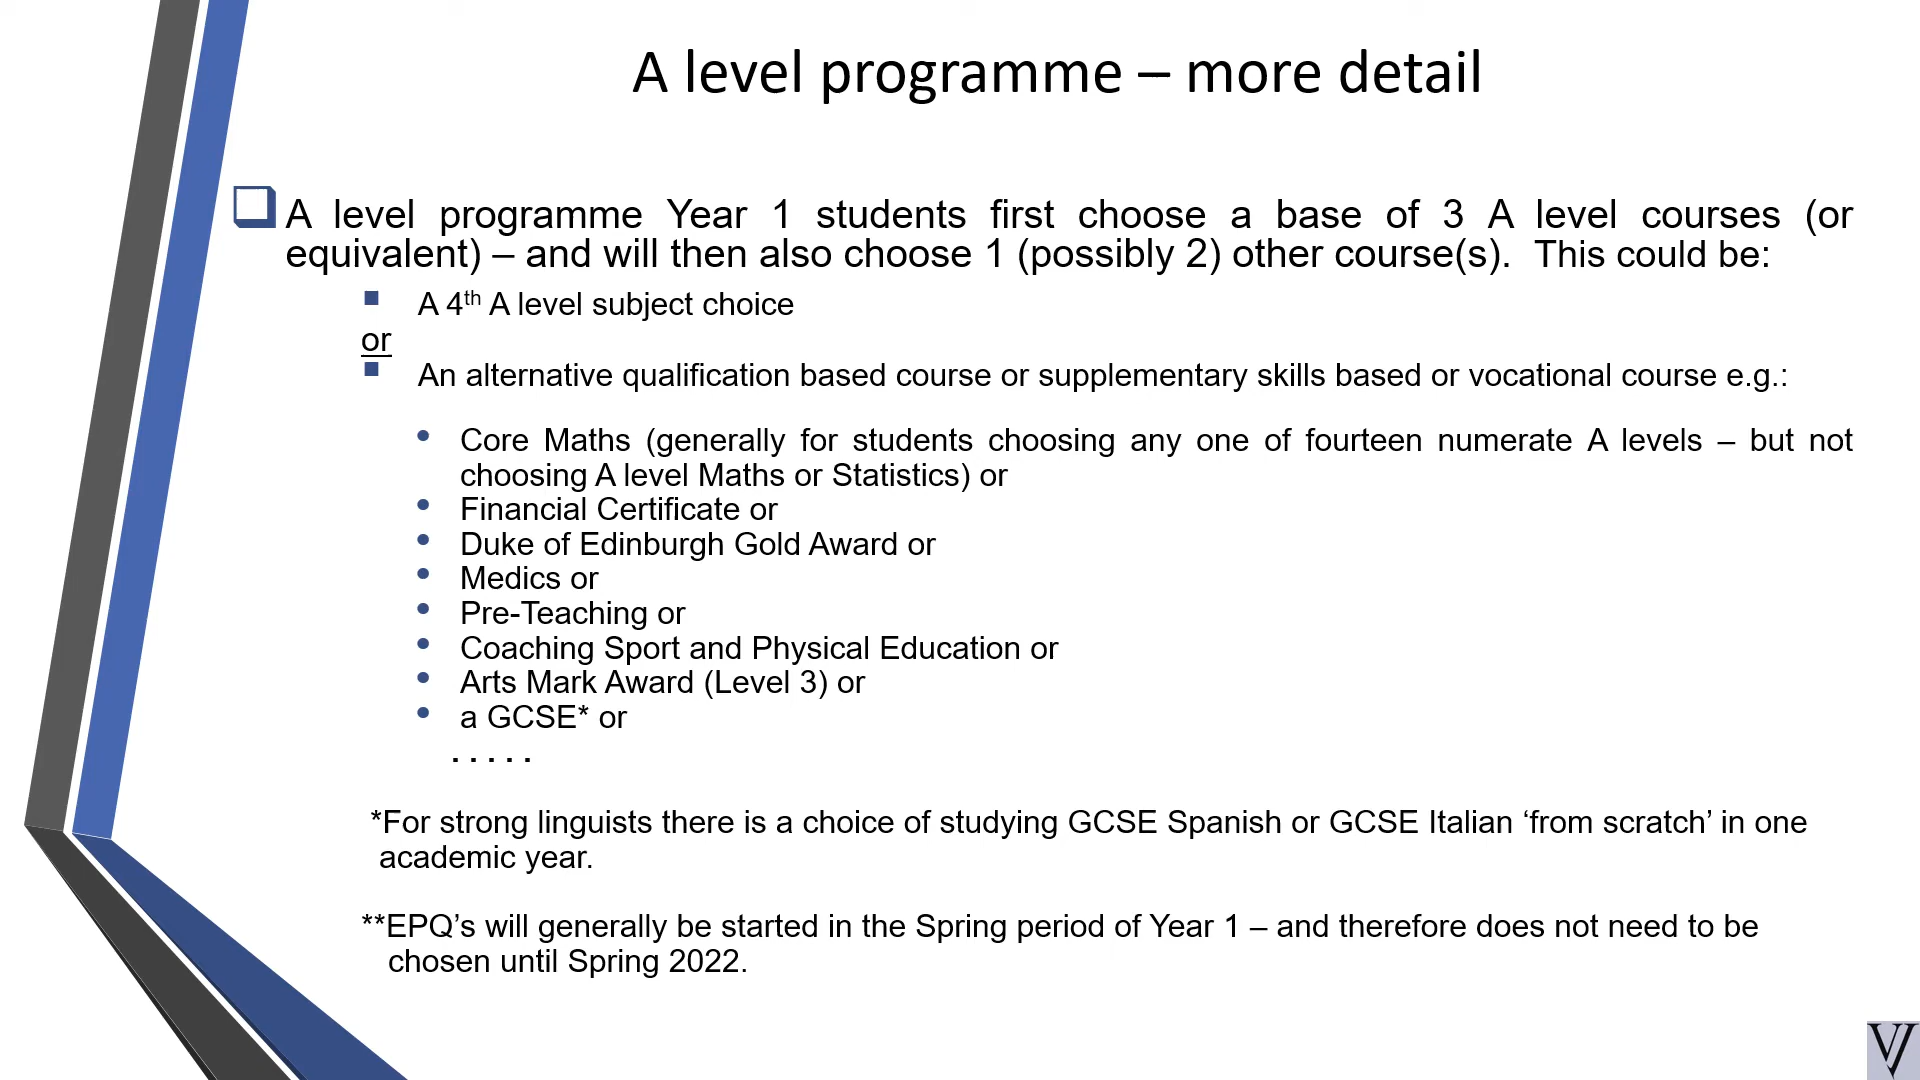 A level programme – more detail
A level programme Year 1 students first choose a base of 3 A level courses (or
equivalent) – and will then also choose 1 (possibly 2) other course(s). This could be:
A 4th A level subject choice
or
An alternative qualification based course or supplementary skills based or vocational course e.g.:
Core Maths (generally for students choosing any one of fourteen numerate A levels – but not
choosing A level Maths or Statistics) or
Financial Certificate or
Duke of Edinburgh Gold Award or
Medics or
Pre-Teaching or
Coaching Sport and Physical Education or
Arts Mark Award (Level 3) or
a GCSE* or
. . . . .
*For strong linguists there is a choice of studying GCSE Spanish or GCSE Italian ‘from scratch’ in one
academic year.
**EPQ’s will generally be started in the Spring period of Year 1 – and therefore does not need to be
chosen until Spring 2022.